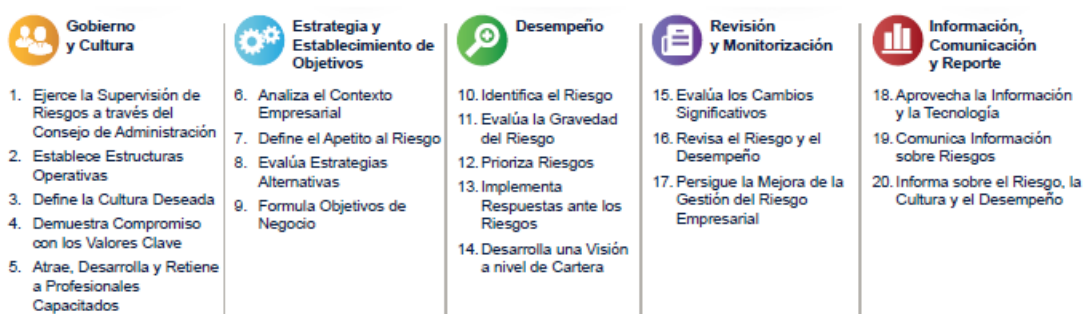 Gobierno
y Cultura
1. Ejerce la Supervisión de
Riesgos a través del
Consejo de Administración
2. Establece Estructuras
Operativas
3. Define la Cultura Deseada
4. Demuestra Compromiso
con los Valores Clave
5. Atrae, Desarrolla y Retiene
a Profesionales
Capacitados
Estrategia y
Establecimiento de
Objetivos
6. Analiza el Contexto
Empresarial
7. Define el Apetito al Riesgo
8. Evalúa Estrategias
Alternativas
9. Formula Objetivos de
Negocio
Desempeño
10. Identifica el Riesgo
11. Evalúa la Gravedad
del Riesgo
12. Prioriza Riesgos
13. Implementa
Respuestas ante los
Riesgos
14. Desarrolla una Visión
a nivel de Cartera
Revisión
y Monitorización
15. Evalúa los Cambios
Significativos
16. Revisa el Riesgo y el
Desempeño
17. Persigue la Mejora de la
Gestión del Riesgo
Empresarial
Información,
Comunicación
y Reporte
18. Aprovecha la Información
y la Tecnología
19. Comunica Información
sobre Riesgos
20. Informa sobre el Riesgo, la
Cultura y el Desempeño